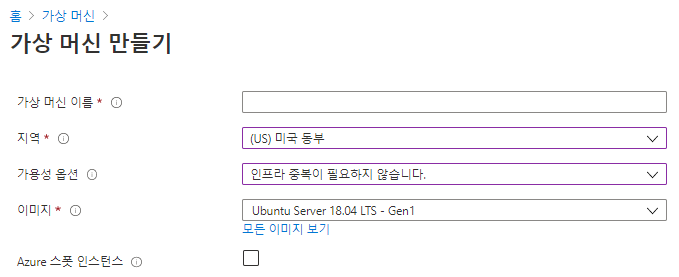 홈 > 가상 머신 >
가상 머신 만들기
가상 머신 이름 *
지역 * (US) 미국 동부
가용성 옵션 인프라 중복이 필요하지 않습니다.
이미지 * Ubuntu Server 18.04 LTS - Gen1
모든 이미지 보기
Azure 스폿 인스턴스